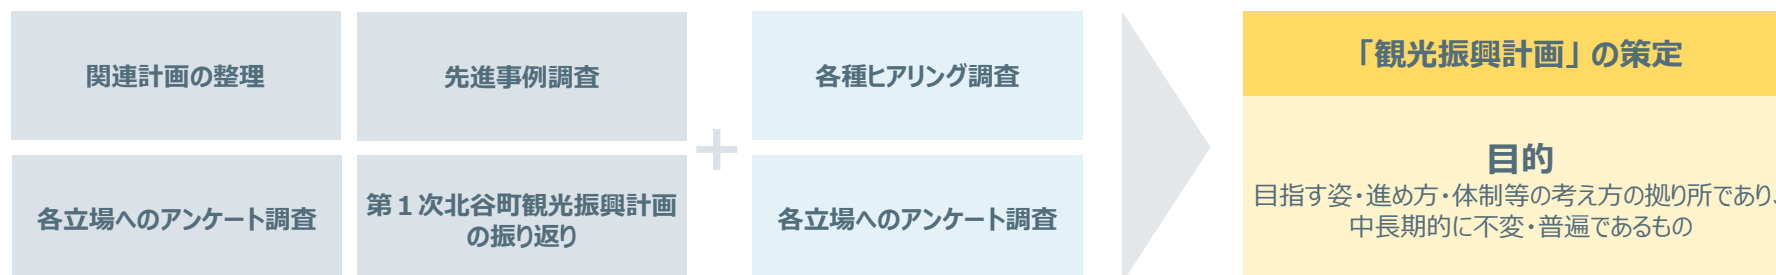 関連計画の整理
先進事例調査
各種ヒアリング調査
「観光振興計画」の策定
+
各立場へのアンケート調査
第１次北谷町観光振興計画
の振り返り
各立場へのアンケート調査
目的
目指す姿・進め方・体制等の考え方の拠り所であり、
中長期的に不変・普遍であるもの